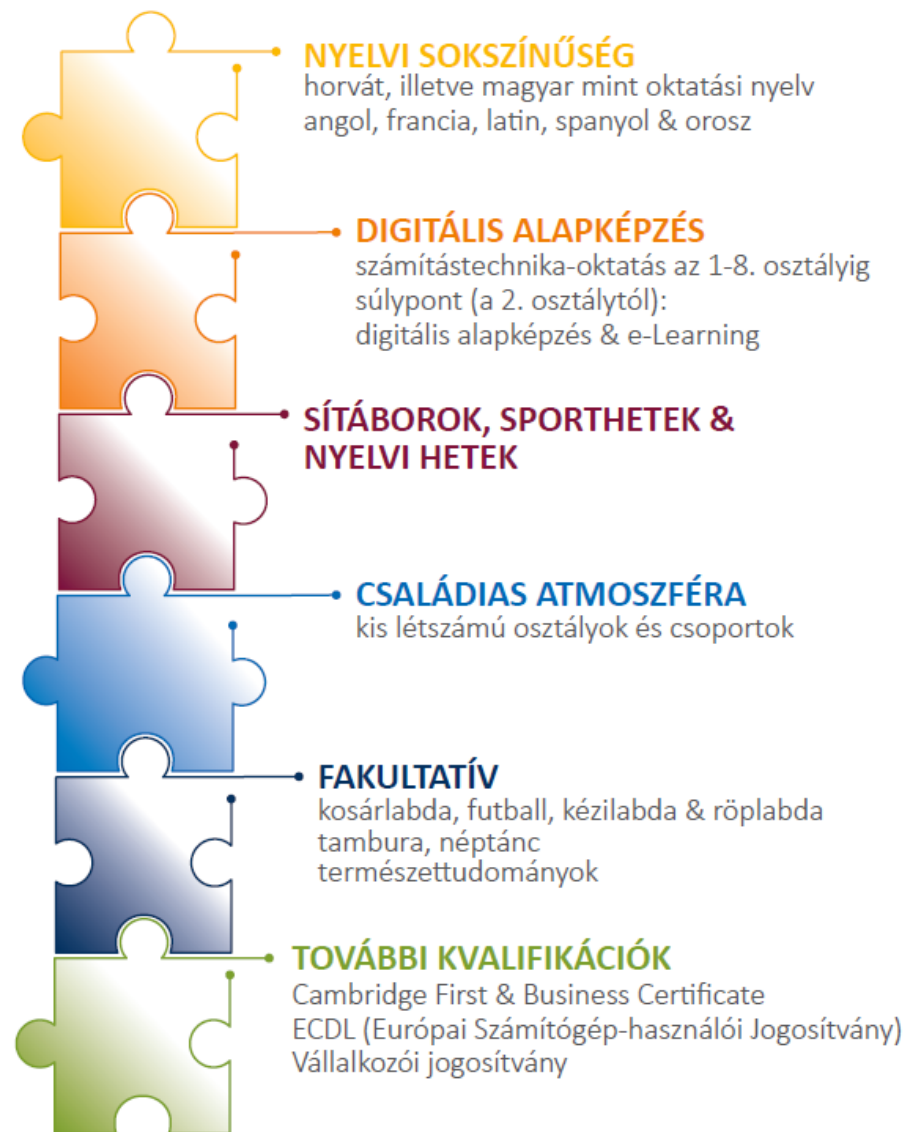 NYELVI SOKSZÍNŰSÉG
horvát, illetve magyar mint oktatási nyelv
angol, francia, latin, spanyol & orosz
DIGITÁLIS ALAPKÉPZÉS
számítástechnika-oktatás az 1-8. osztályig
súlypont (a 2. osztálytól):
digitális alapképzés & e-Learning
SÍTÁBOROK, SPORTHETEK &
NYELVI HETEK
CSALÁDIAS ATMOSZFÉRA
kis létszámú osztályok és csoportok
FAKULTATÍV
kosárlabda, futball, kézilabda & röplabda
tambura, néptánc
természettudományok
TOVÁBBI KVALIFIKÁCIÓK
Cambridge First & Business Certificate
ECDL (Európai Számítógép-használói Jogosítvány)
Vállalkozói jogosítvány